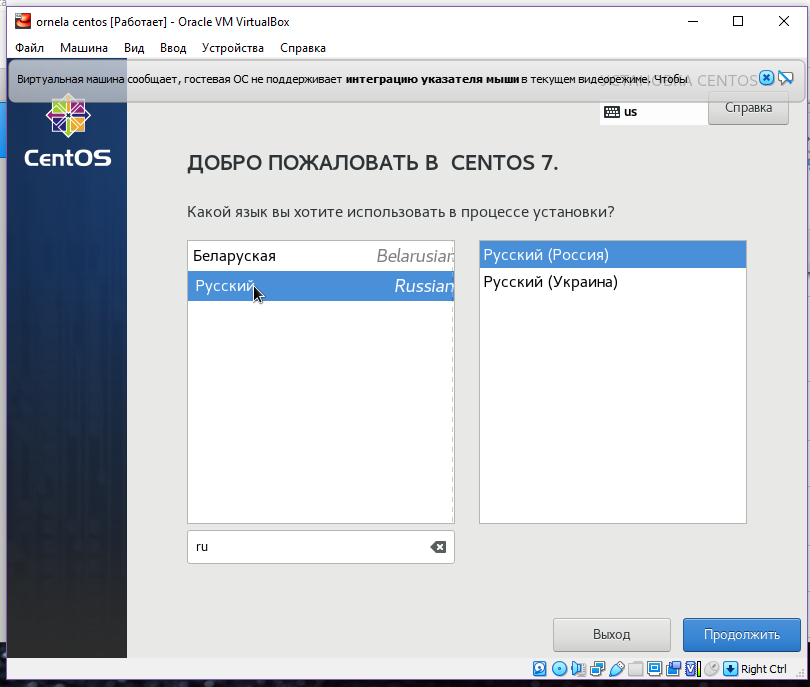 ornela centos [Работает] - Oracle VM VirtualBox
Файл Машина Вид Ввод Устройства Справка
Виртуальная машина сообщает, гостевая ОС не поддерживает интеграцию указателя мыши в текущем видеорежиме. Чтобы
CENTOS
us
Справка
CentOS
ДОБРО ПОЖАЛОВАТЬ В CENTOS 7.
Какой язык вы хотите использовать в процессе установки?
Беларуская Belarusian
Русский Russian
Русский (Россия)
Русский (Украина)
ru
Выход
Продолжить
Right Ctrl